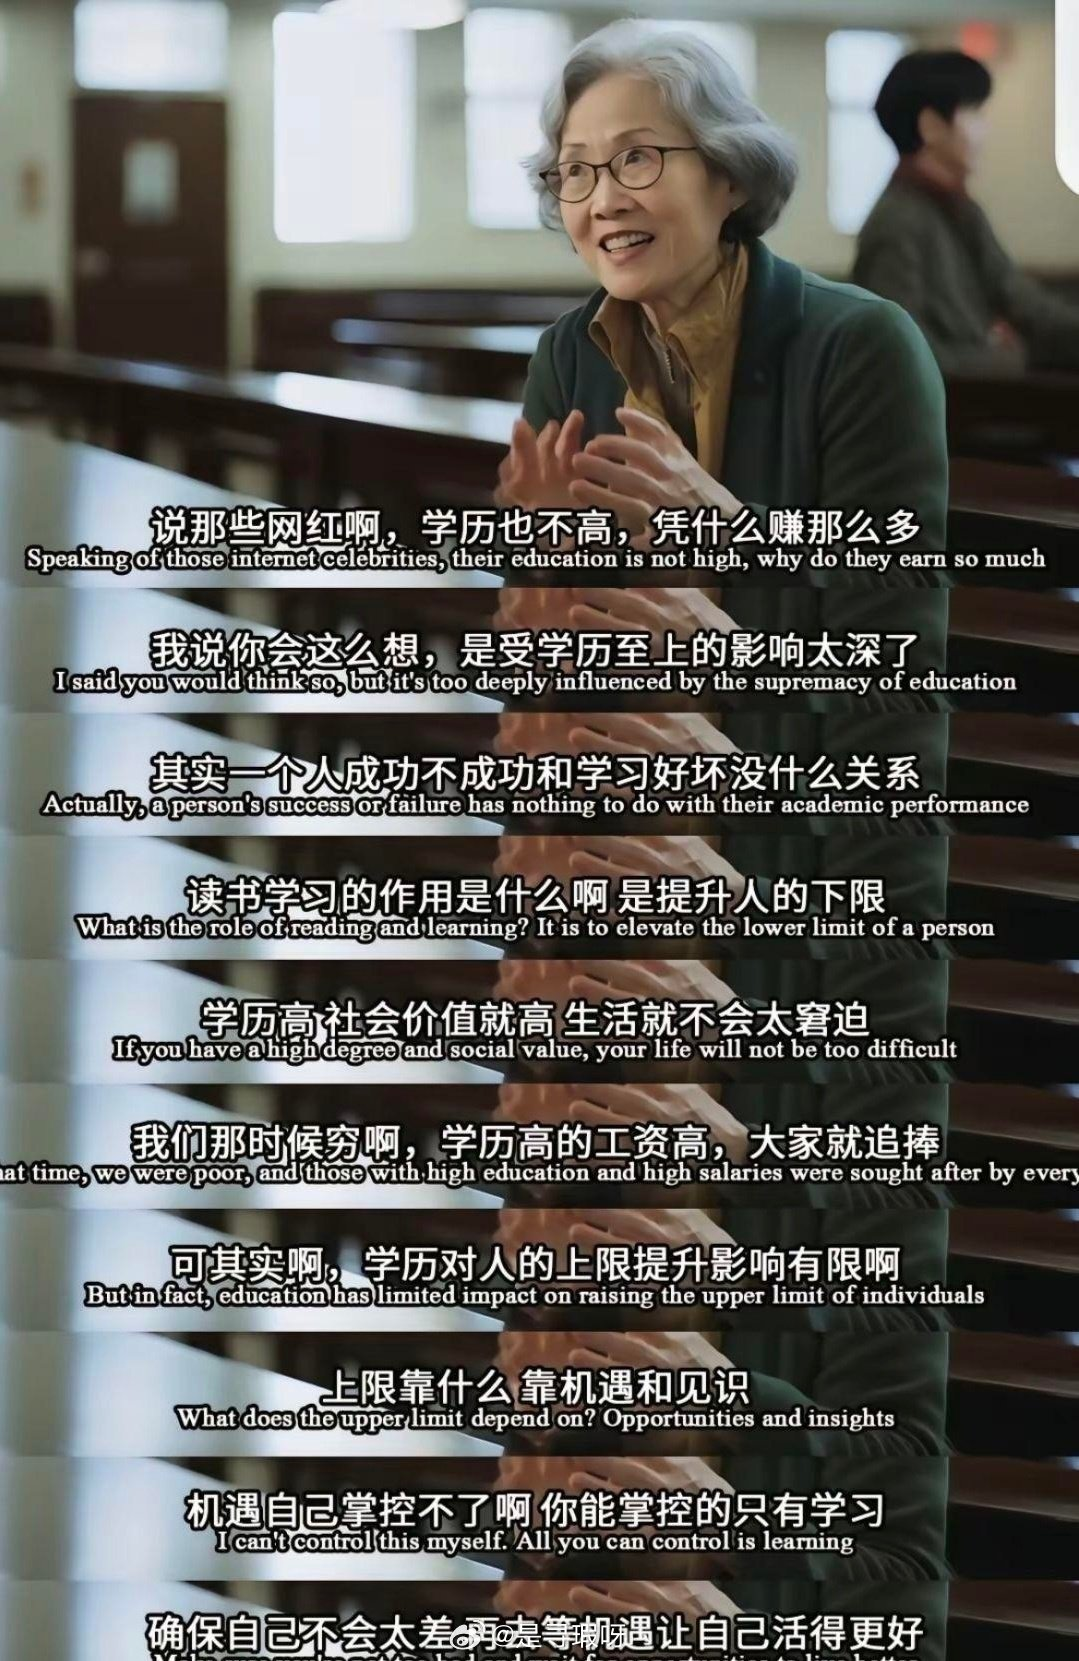 说那些网红啊，学历也不高，凭什么赚那么多
Speaking of those internet celebrities, their education is not high, why do they earn so much
我说你会这么想，是受学历至上的影响太深了
I said you would think so, but it's too deeply influenced by the supremacy of education
其实一个人成功不成功和学习好坏没什么关系
Actually, a person's success or failure has nothing to do with their academic performance
读书学习的作用是什么啊 是提升人的下限
What is the role of reading and learning? It is to elevate the lower limit of a person
学历高 社会价值就高 生活就不会太窘迫
If you have a high degree and social value, your life will not be too difficult
我们那时候穷啊，学历高的工资高，大家就追捧
time, we were poor, and those with high education and high salaries were sought after by every
可其实啊，学历对人的上限提升影响有限啊
But in fact, education has limited impact on raising the upper limit of individuals
上限靠什么 靠机遇和见识
What does the upper limit depend on? Opportunities and insights
机遇自己掌控不了啊 你能掌控的只有学习
I can't control this myself. All you can control is learning
确保自己不会太差 再去等机遇让自己活得更好